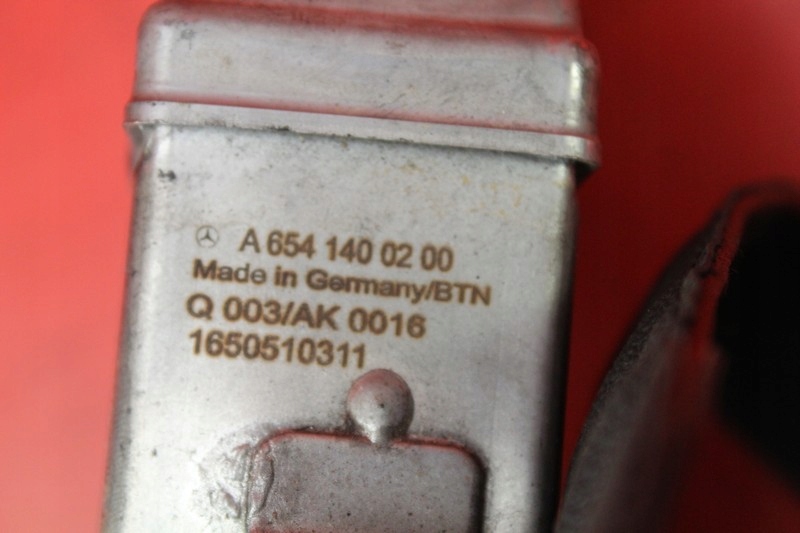 A 654 140 02 00
Made in Germany/BTN
Q 003/AK 0016
1650510311